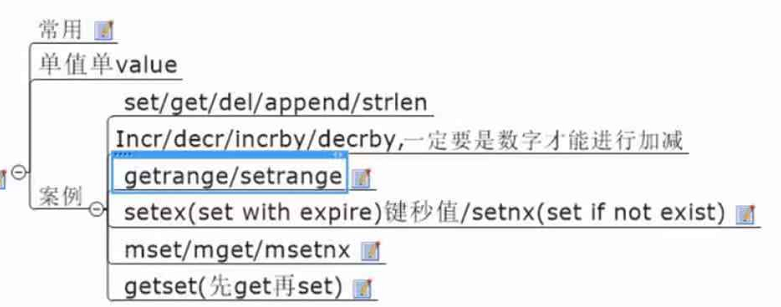 常用
单值单value
案例
set/get/del/append/strlen
Incr/decr/incrby/decrby,一定要是数字才能进行加减
getrange/setrange
setex(set with expire)键秒值/setnx(set if not exist)
mset/mget/msetnx
getset(先get再set)